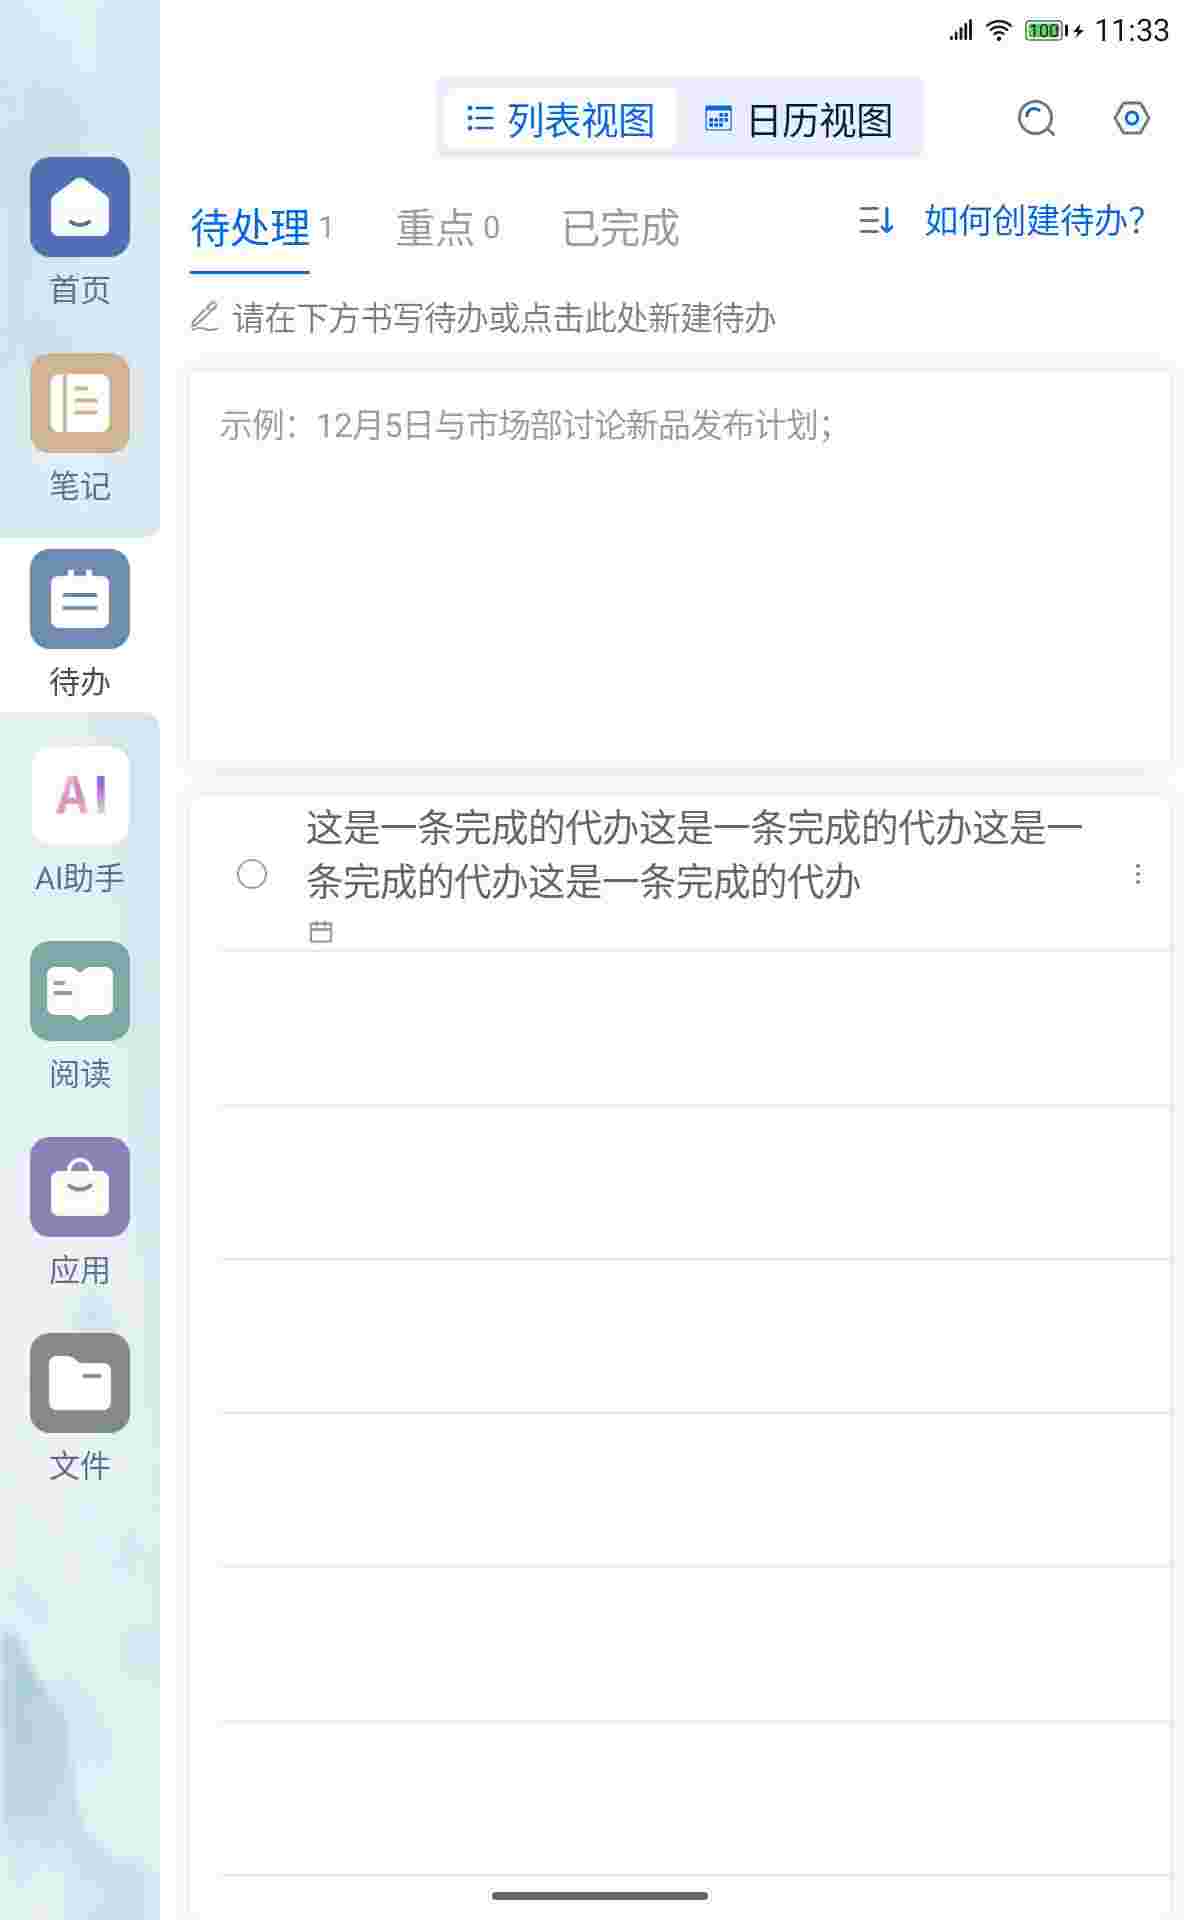 100 11:33
列表视图 日历视图
待处理 1 重点 0 已完成 如何创建待办?
请在下方书写待办或点击此处新建待办
示例：12月5日与市场部讨论新品发布计划；
这是一条完成的代办这是一条完成的代办这是一
条完成的代办这是一条完成的代办
首页
笔记
待办
AI
AI助手
阅读
应用
文件